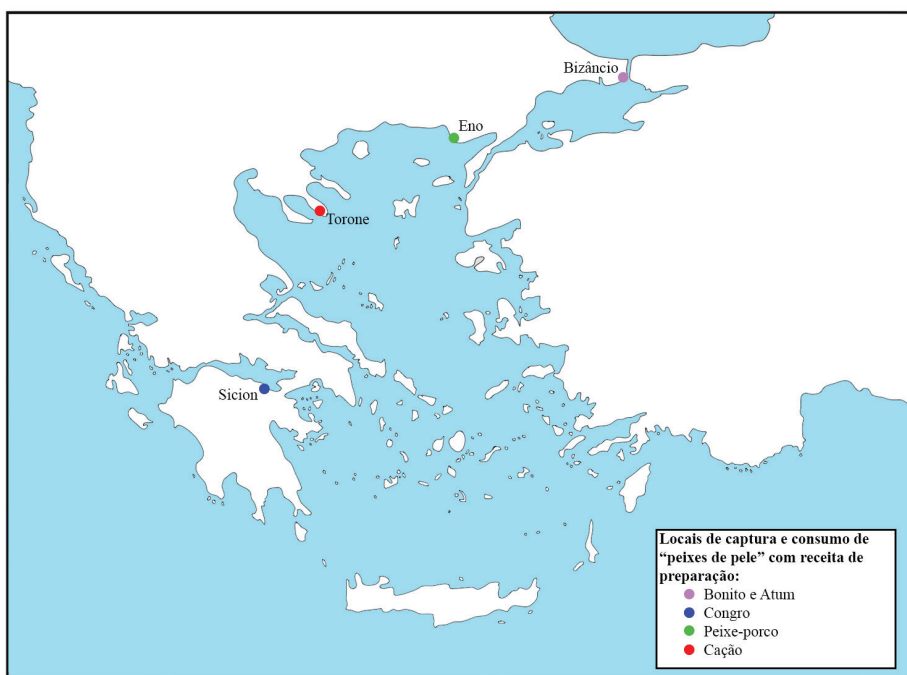 Bizâncio
Eno
Torone
Sicion
Locais de captura e consumo de
“peixes de pele” com receita de
preparação:
Bonito e Atum
Congro
Peixe-porco
Cação